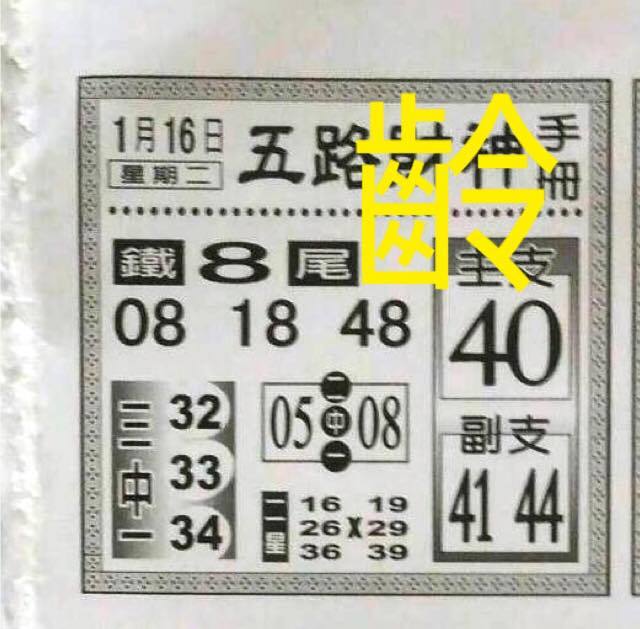 1月16日
星期二
五路財神
手冊
齡
鐵8尾
08 18 48
主支
40
三中一
32
33
34
05 二中一 08
副支
41 44
二星
16 19
26 X 29
36 39